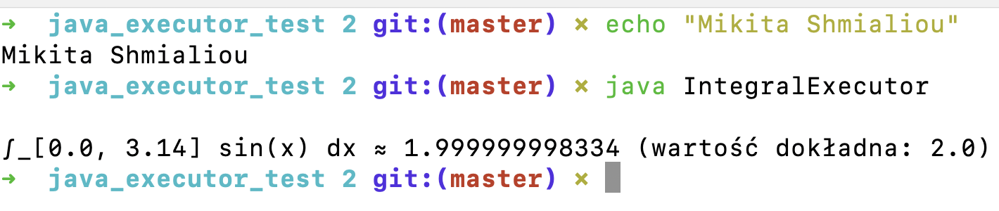 ➜  java_executor_test 2 git:(master) ✗ echo "Mikita Shmialiou"
Mikita Shmialiou
➜  java_executor_test 2 git:(master) ✗ java IntegralExecutor
∫_[0.0, 3.14] sin(x) dx ≈ 1.999999998334 (wartość dokładna: 2.0)
➜  java_executor_test 2 git:(master) ✗